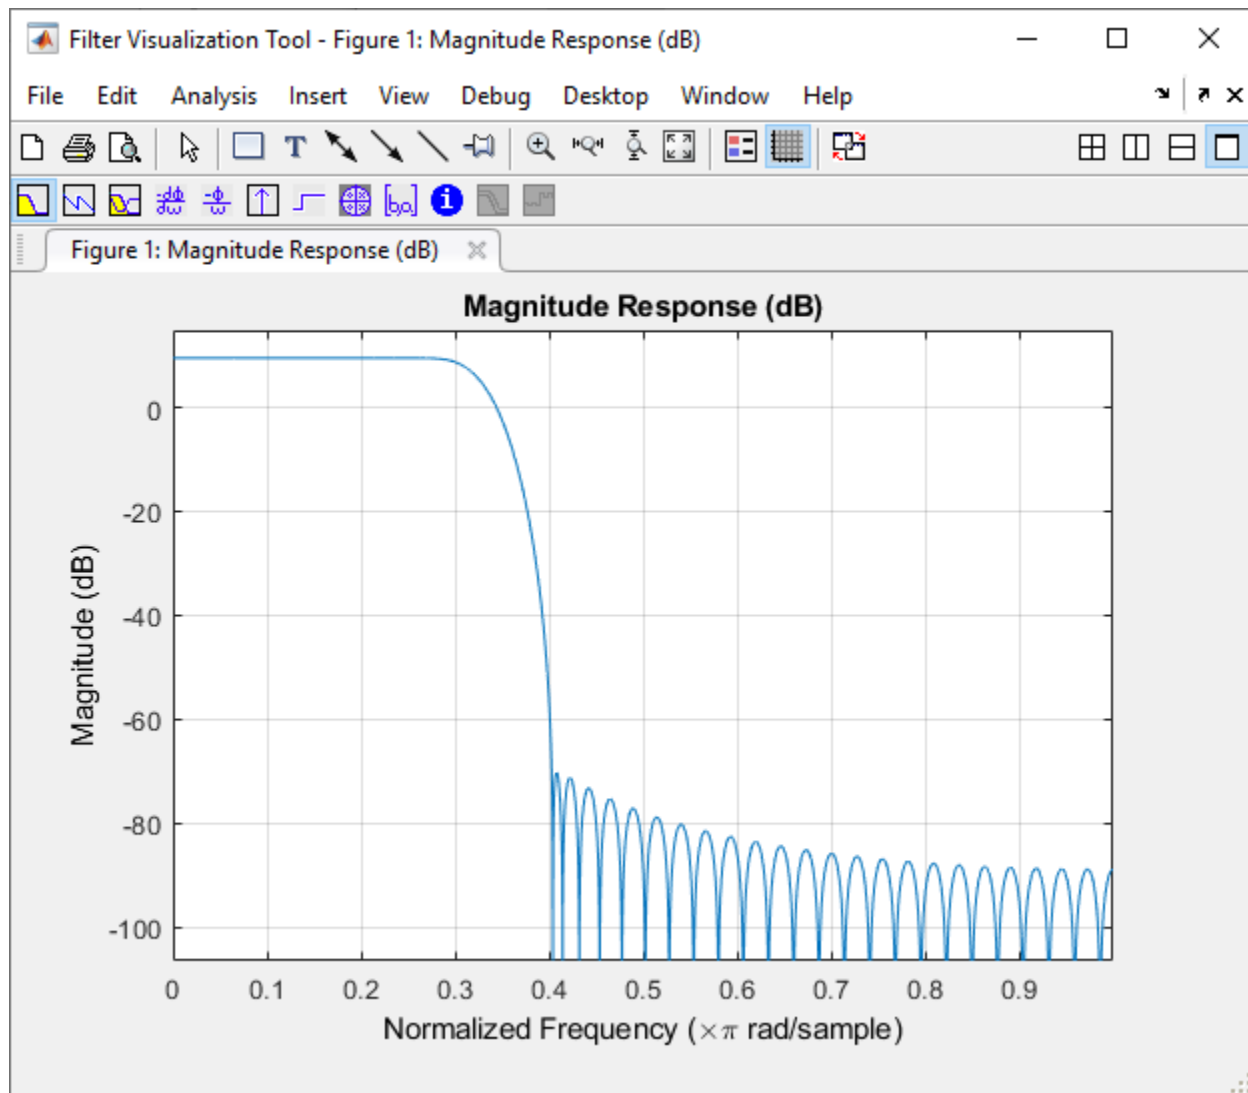 Filter Visualization Tool - Figure 1: Magnitude Response (dB)
File Edit Analysis Insert View Debug Desktop Window Help
Figure 1: Magnitude Response (dB)
Magnitude Response (dB)
Magnitude (dB)
0
-20
-40
-60
-80
-100
0 0.1 0.2 0.3 0.4 0.5 0.6 0.7 0.8 0.9
Normalized Frequency (×π rad/sample)